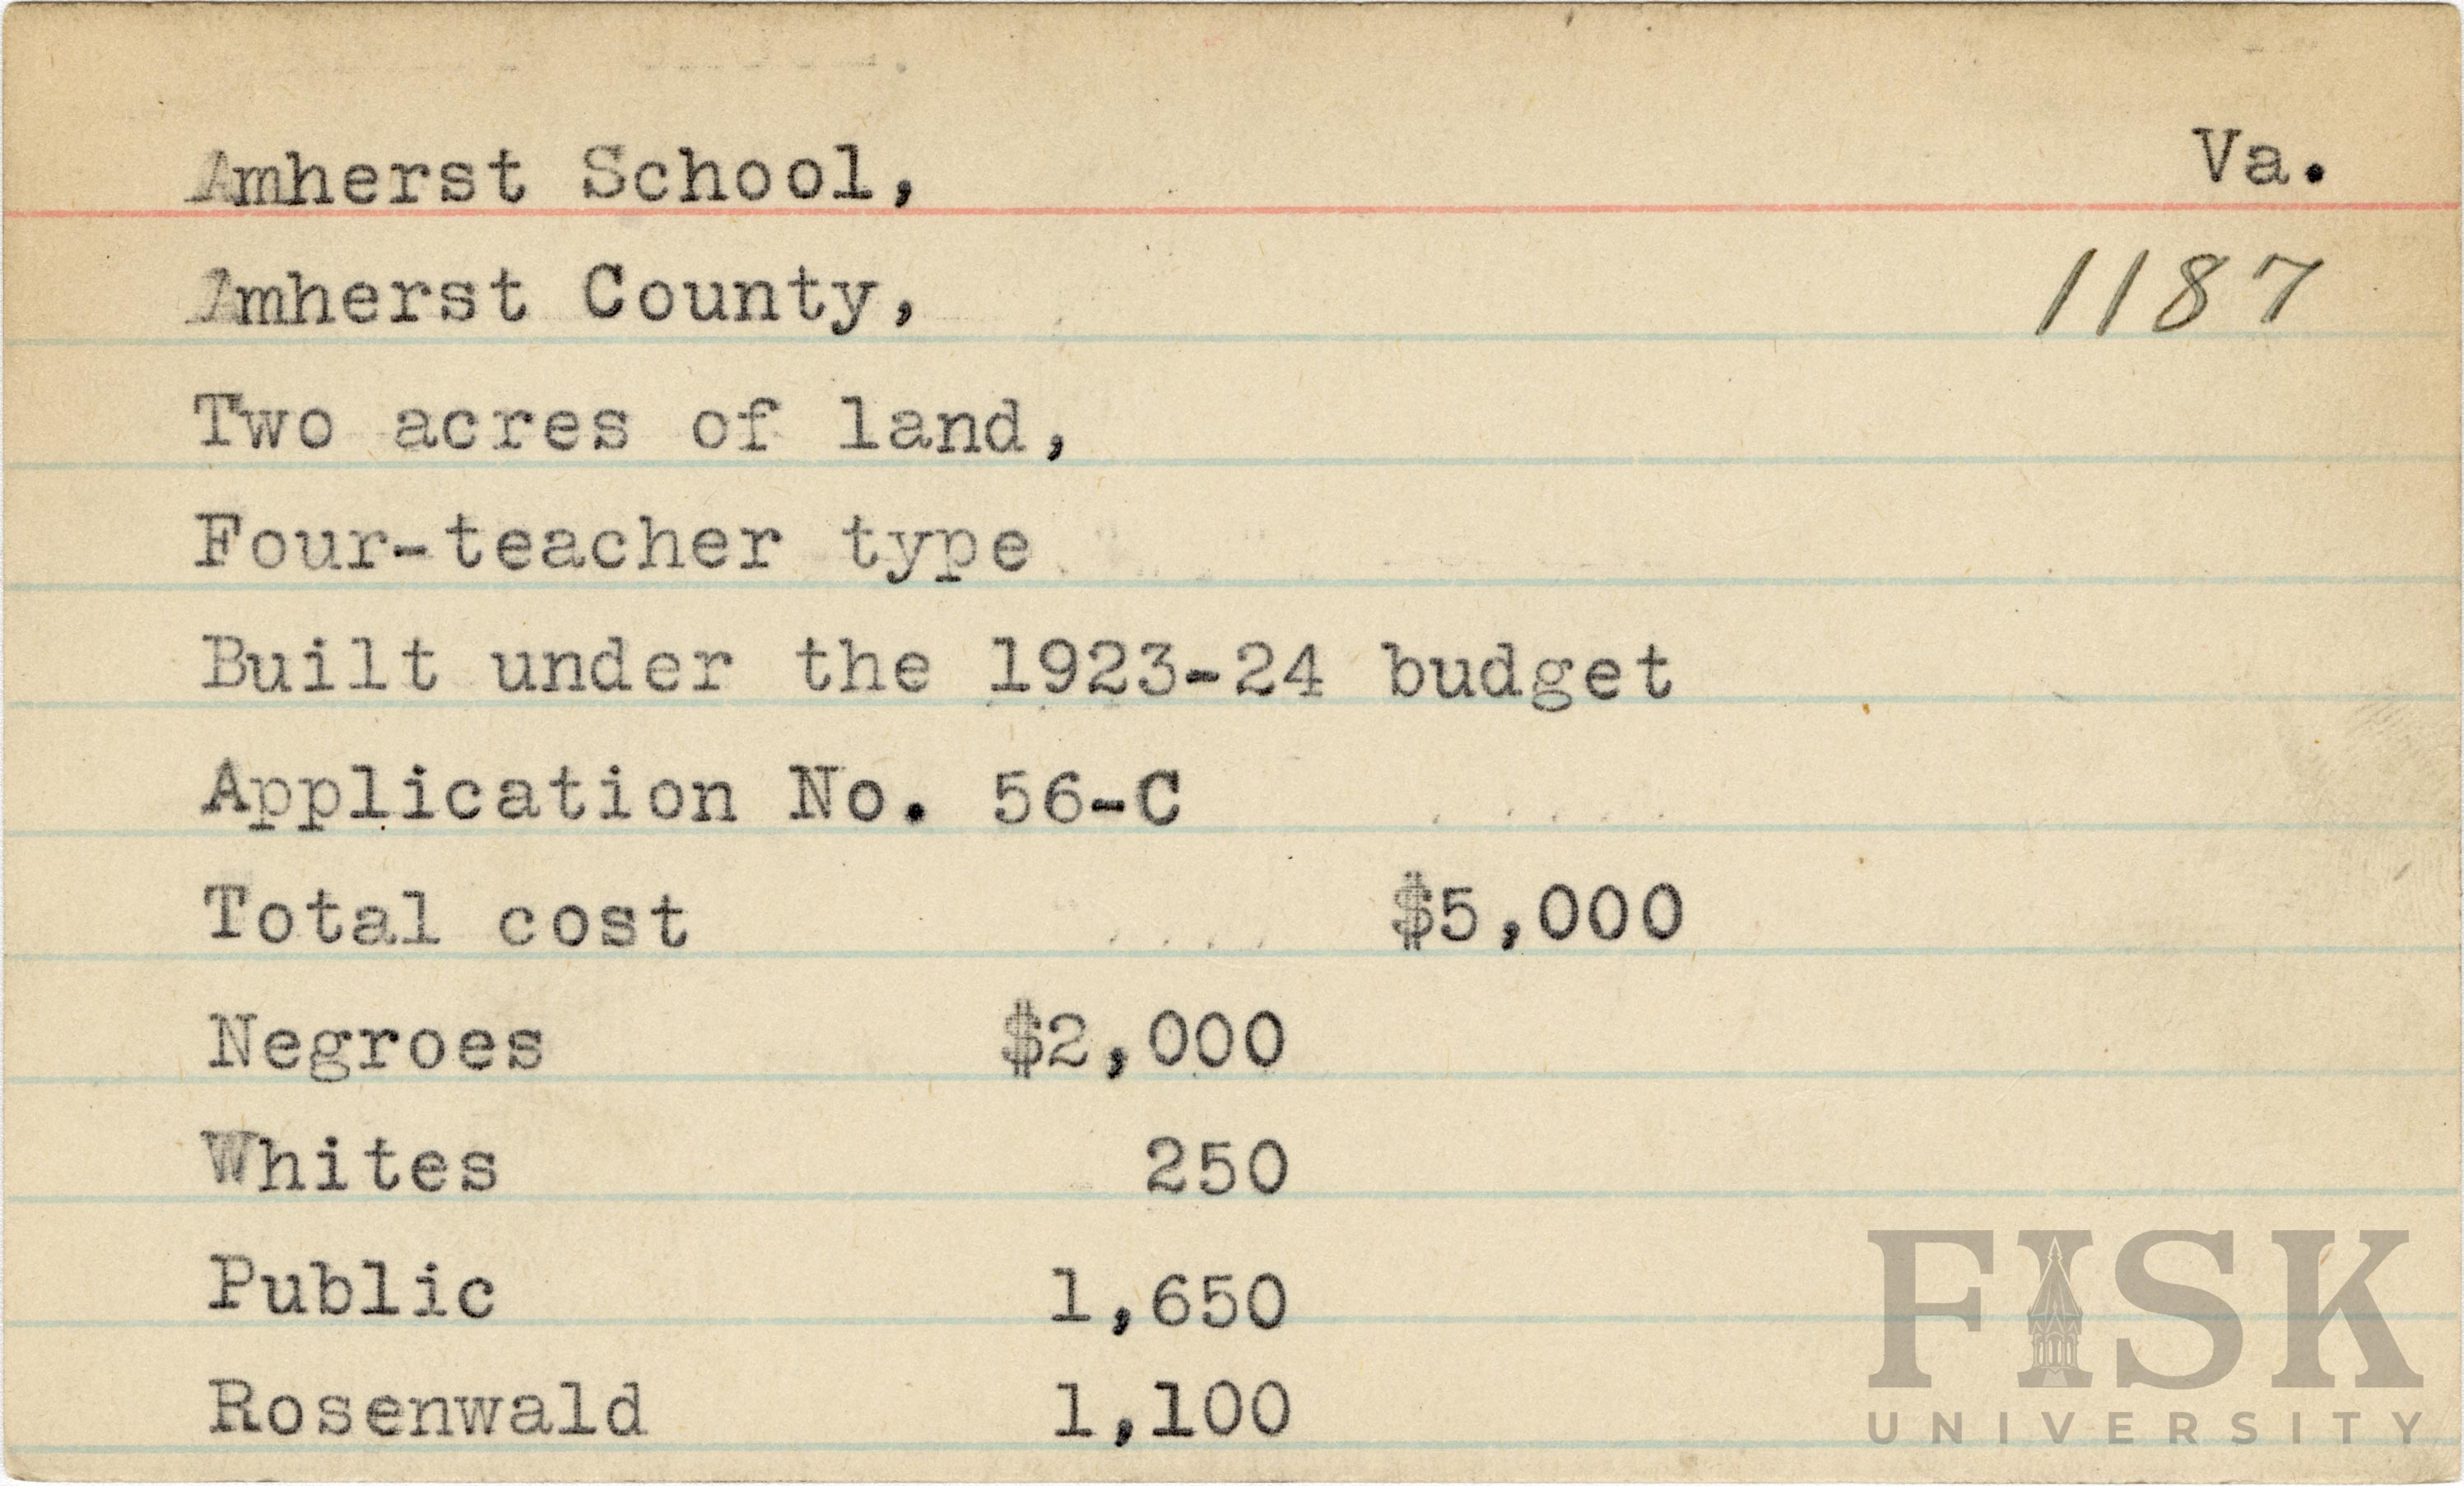 Amherst School, Va.
Amherst County, 1187
Two acres of land,
Four-teacher type
Built under the 1923-24 budget
Application No. 56-C
Total cost $5,000
Negroes $2,000
Whites 250
Public 1,650
Rosenwald 1,100
FISK
UNIVERSITY